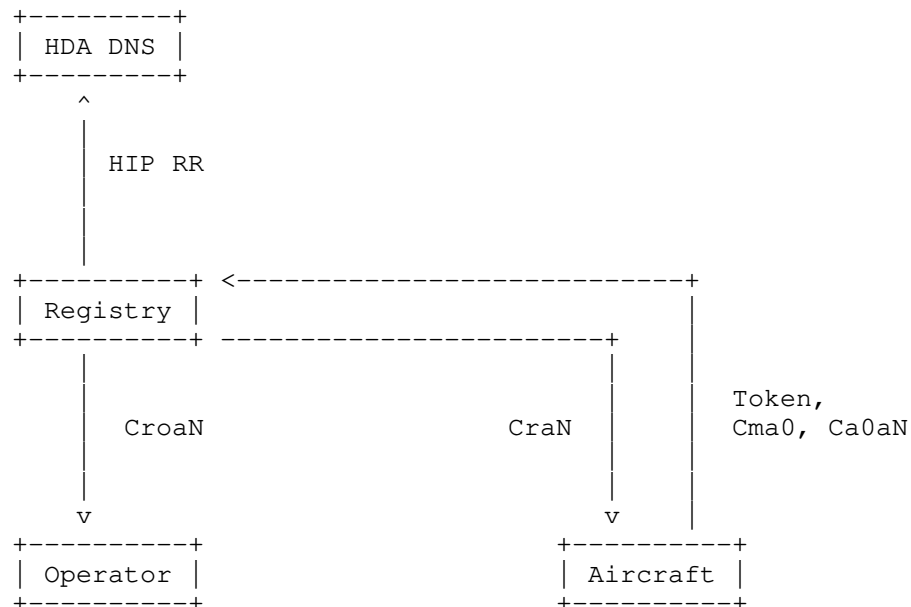 HDA DNS
HIP RR
Registry
Token,
CroaN CraN Cma0, Ca0aN
Operator Aircraft